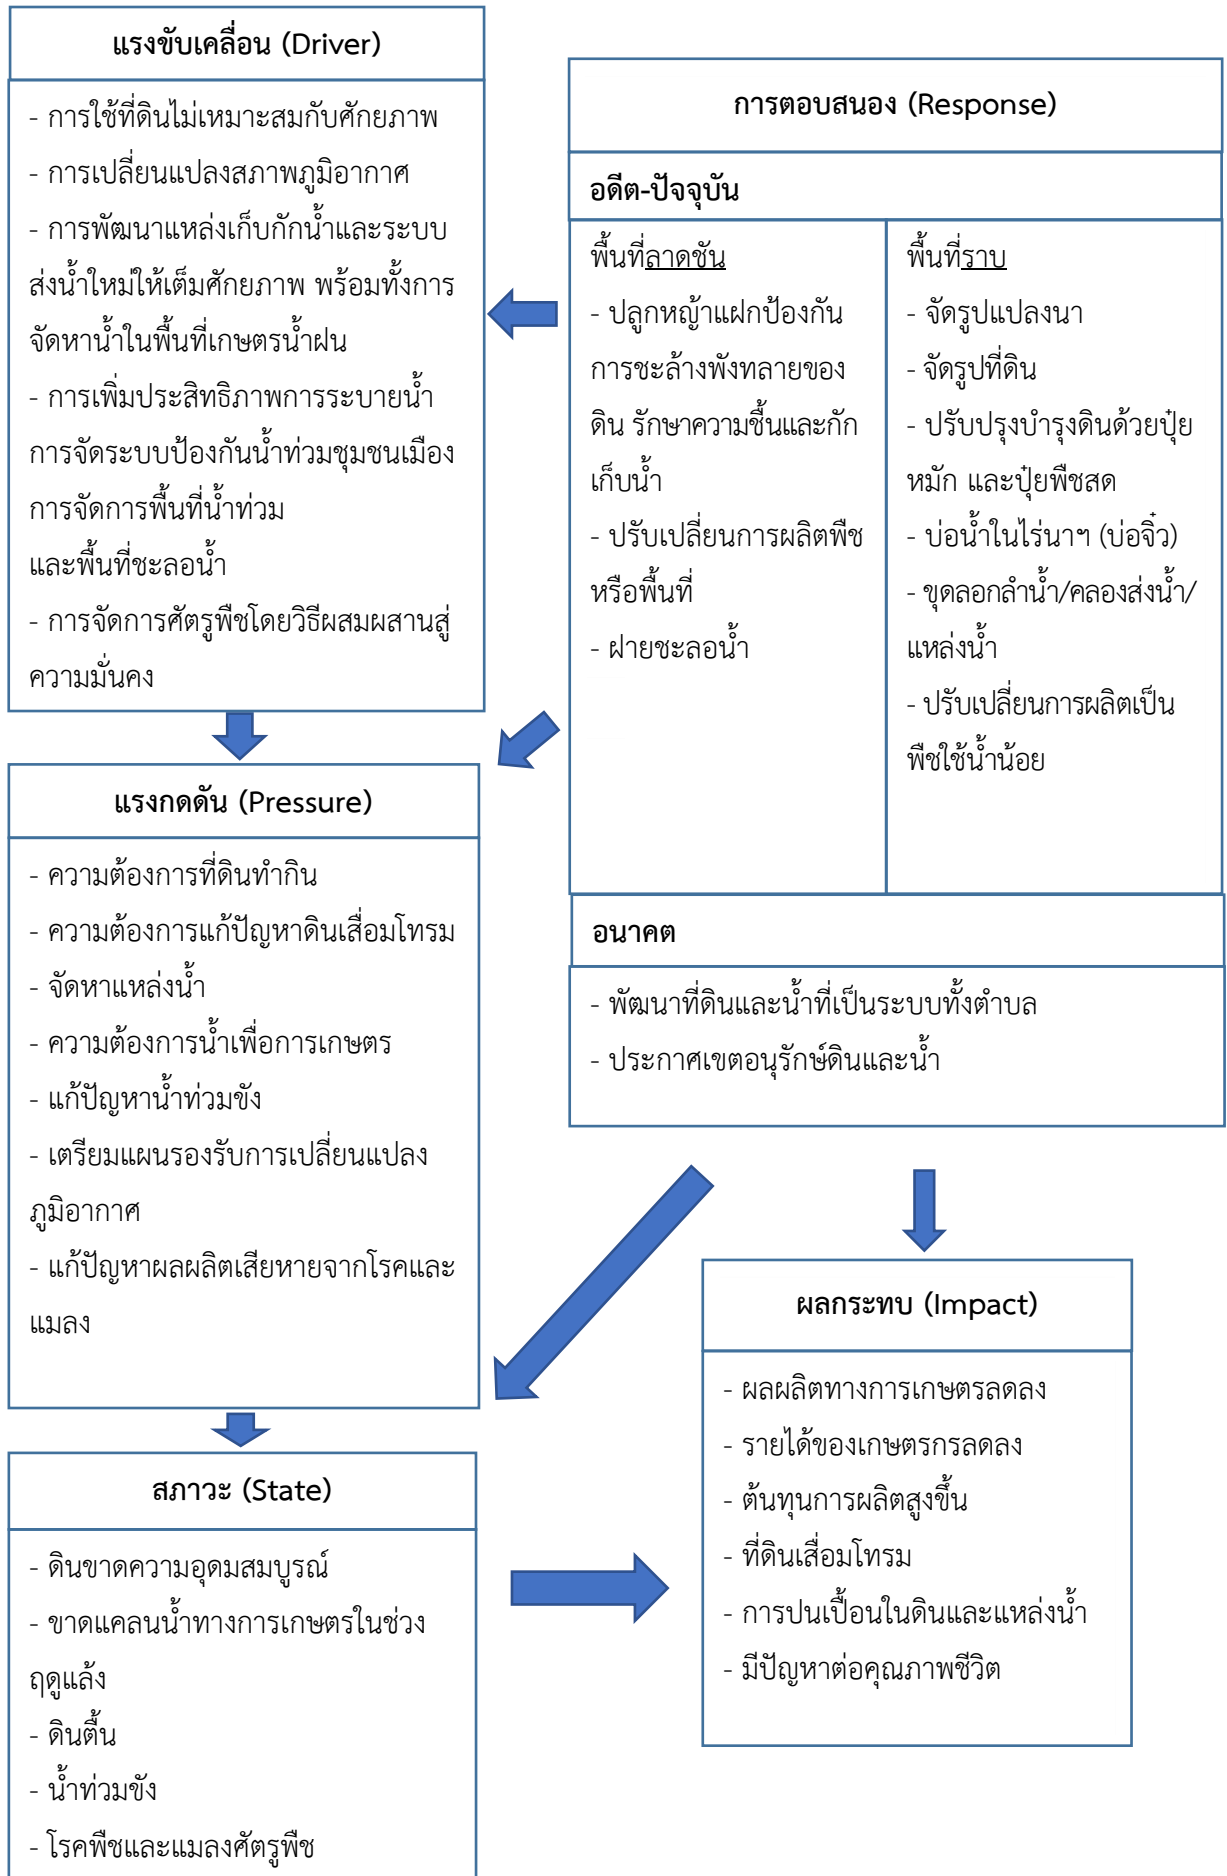 แรงขับเคลื่อน (Driver)
- การใช้ที่ดินไม่เหมาะสมกับศักยภาพ
- การเปลี่ยนแปลงสภาพภูมิอากาศ
- การพัฒนาแหล่งเก็บกักน้ำและระบบ
ส่งน้ำใหม่ให้เต็มศักยภาพ พร้อมทั้งการ
จัดหาน้ำในพื้นที่เกษตรน้ำฝน
- การเพิ่มประสิทธิภาพการระบายน้ำ
การจัดระบบป้องกันน้ำท่วมชุมชนเมือง
การจัดการพื้นที่น้ำท่วม
และพื้นที่ชะลอน้ำ
- การจัดการศัตรูพืชโดยวิธีผสมผสานสู่
ความมั่นคง
การตอบสนอง (Response)
อดีต-ปัจจุบัน
พื้นที่ลาดชัน
- ปลูกหญ้าแฝกป้องกัน
การชะล้างพังทลายของ
ดิน รักษาความชื้นและกัก
เก็บน้ำ
- ปรับเปลี่ยนการผลิตพืช
หรือพื้นที่
- ฝายชะลอน้ำ
พื้นที่ราบ
- จัดรูปแปลงนา
- จัดรูปที่ดิน
- ปรับปรุงบำรุงดินด้วยปุ๋ย
หมัก และปุ๋ยพืชสด
- บ่อน้ำในไร่นาฯ (บ่อจิ๋ว)
- ขุดลอกลำน้ำ/คลองส่งน้ำ/
แหล่งน้ำ
- ปรับเปลี่ยนการผลิตเป็น
พืชใช้น้ำน้อย
อนาคต
- พัฒนาที่ดินและน้ำที่เป็นระบบทั้งตำบล
- ประกาศเขตอนุรักษ์ดินและน้ำ
แรงกดดัน (Pressure)
- ความต้องการที่ดินทำกิน
- ความต้องการแก้ปัญหาดินเสื่อมโทรม
- จัดหาแหล่งน้ำ
- ความต้องการน้ำเพื่อการเกษตร
- แก้ปัญหาน้ำท่วมขัง
- เตรียมแผนรองรับการเปลี่ยนแปลง
ภูมิอากาศ
- แก้ปัญหาผลผลิตเสียหายจากโรคและ
แมลง
สภาวะ (State)
- ดินขาดความอุดมสมบูรณ์
- ขาดแคลนน้ำทางการเกษตรในช่วง
ฤดูแล้ง
- ดินตื้น
- น้ำท่วมขัง
- โรคพืชและแมลงศัตรูพืช
ผลกระทบ (Impact)
- ผลผลิตทางการเกษตรลดลง
- รายได้ของเกษตรกรลดลง
- ต้นทุนการผลิตสูงขึ้น
- ที่ดินเสื่อมโทรม
- การปนเปื้อนในดินและแหล่งน้ำ
- มีปัญหาต่อคุณภาพชีวิต